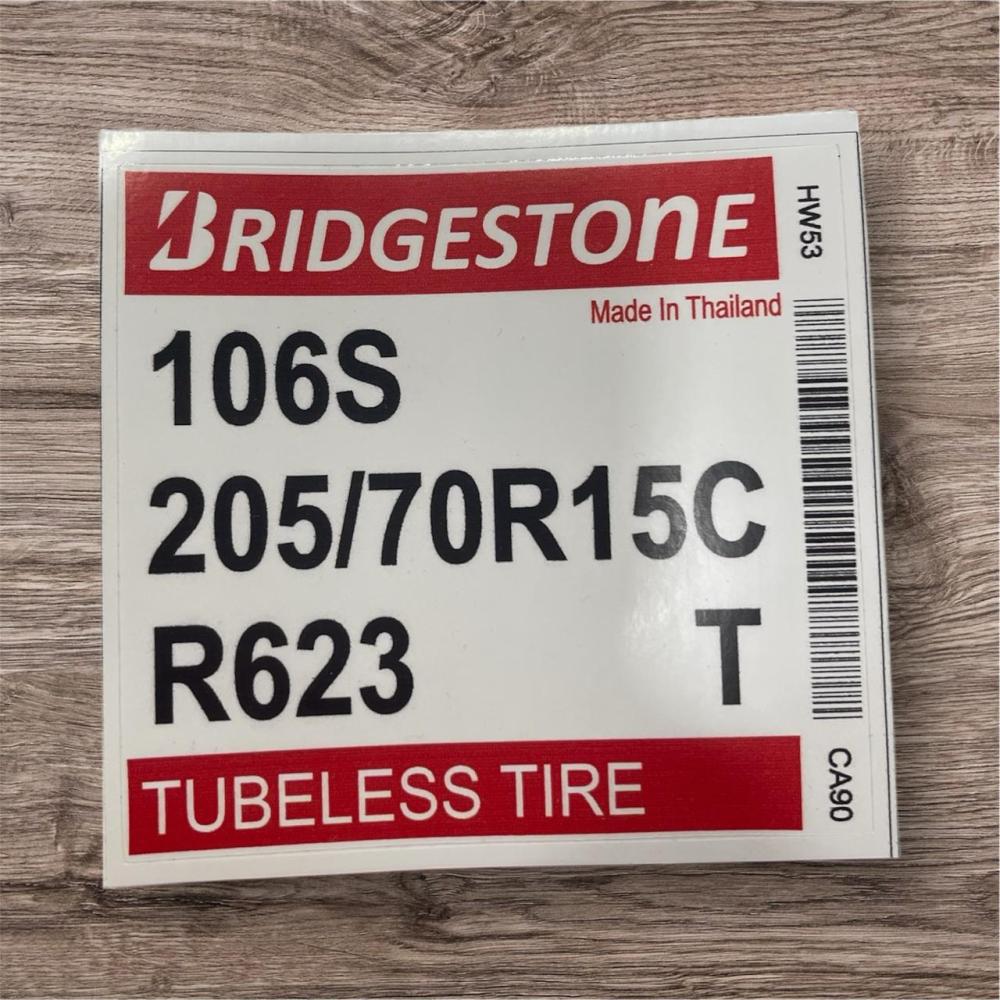 BRIDGESTONE
Made In Thailand
106S
205/70R15C
R623 T
TUBELESS TIRE
HW53
CA90